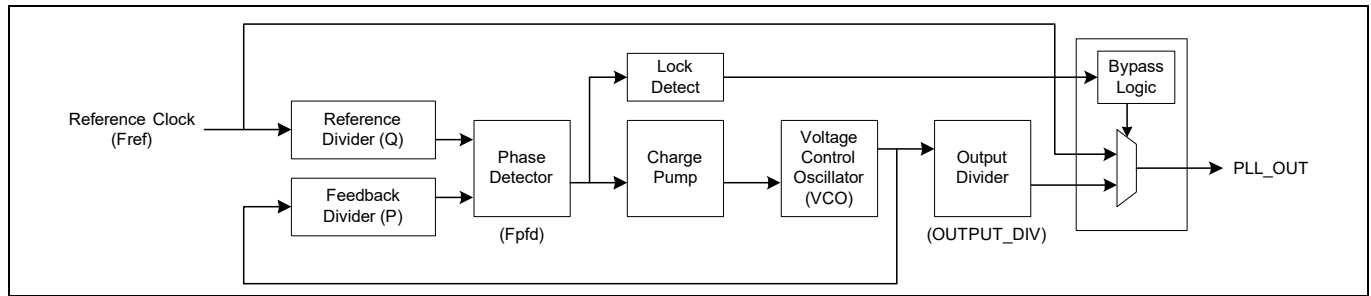 Reference Clock
(Fref)
Reference
Divider (Q)
Feedback
Divider (P)
Phase
Detector
(Fpfd)
Lock
Detect
Charge
Pump
Voltage
Control
Oscillator
(VCO)
Output
Divider
(OUTPUT_DIV)
Bypass
Logic
PLL_OUT